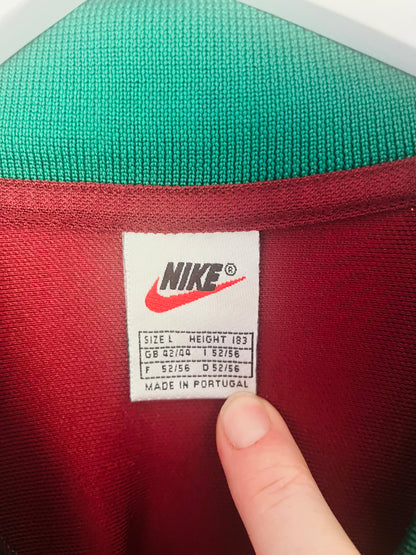 NIKE®
SIZE L HEIGHT 183
GB 42/44 I 52/56
F 52/56 D 52/56
MADE IN PORTUGAL